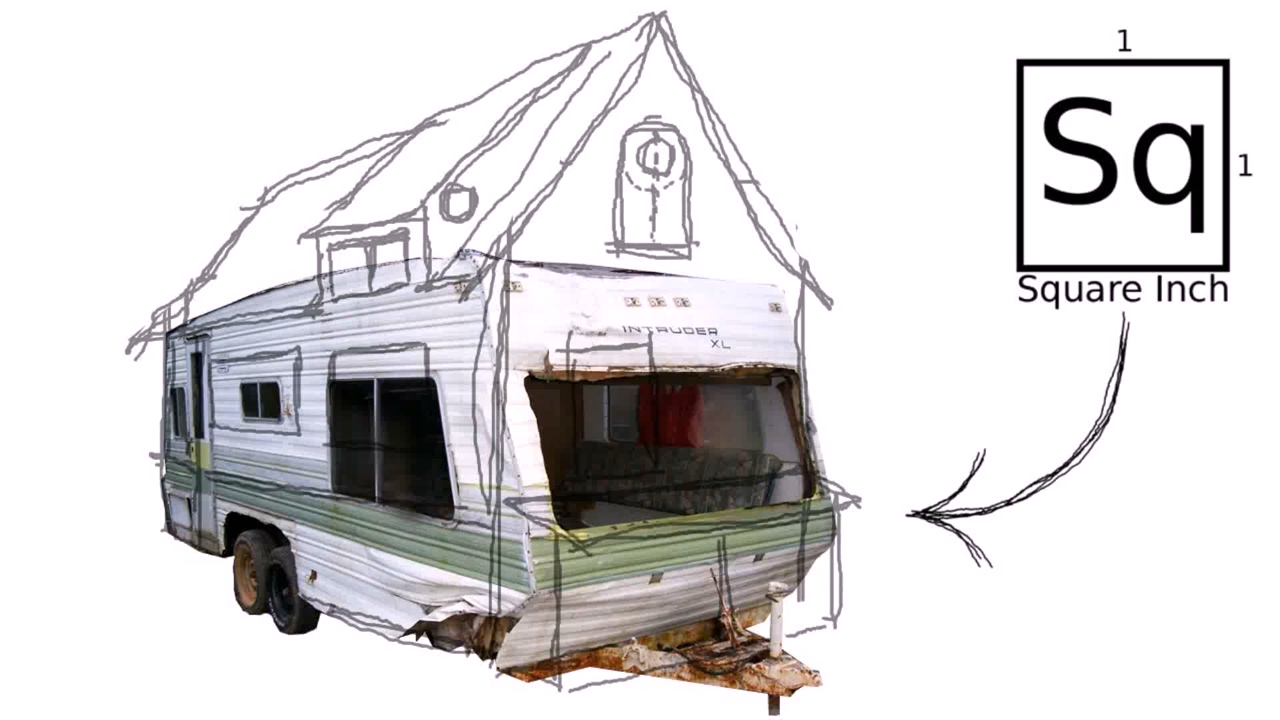 1
Sq
1
Square Inch
INTRUDER
XL